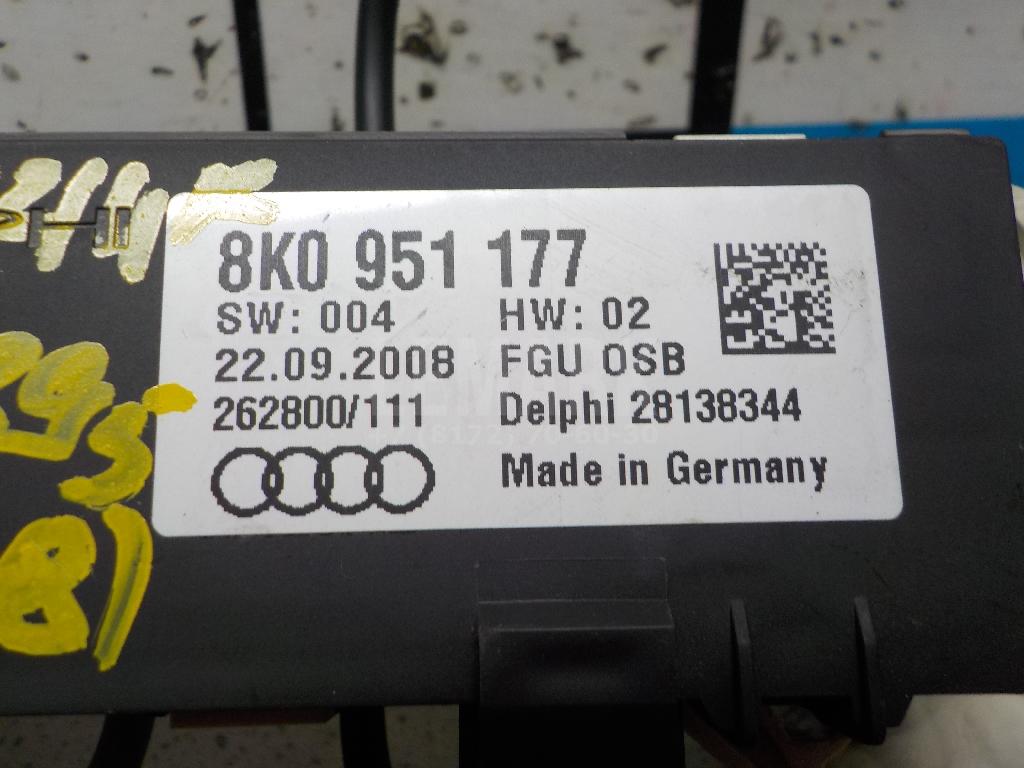 8K0 951 177
SW: 004 HW: 02
22.09.2008 FGU OSB
262800/111 Delphi 28138344
Made in Germany